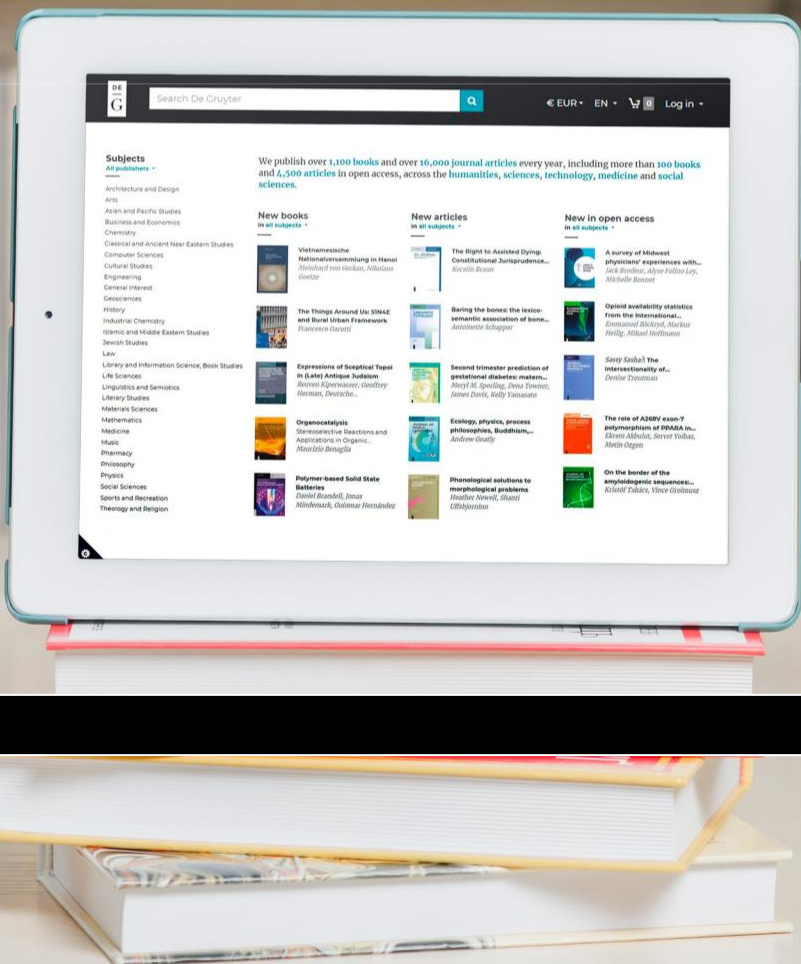 DE
G
Search De Gruyter
€ EUR
EN
0
Log in
Subjects
All publishers
Architecture and Design
Arts
Asian and Pacific Studies
Business and Economics
Chemistry
Classical and Ancient Near Eastern Studies
Computer Sciences
Cultural Studies
Engineering
General Interest
Geosciences
History
Industrial Chemistry
Islamic and Middle Eastern Studies
Jewish Studies
Law
Library and Information Science, Book Studies
Life Sciences
Linguistics and Semiotics
Literary Studies
Materials Sciences
Mathematics
Medicine
Music
Pharmacy
Philosophy
Physics
Social Sciences
Sports and Recreation
Theology and Religion
We publish over 1,100 books and over 16,000 journal articles every year, including more than 100 books
and 4,500 articles in open access, across the humanities, sciences, technology, medicine and social
sciences.
New books
in all subjects
Vietnamesische
Nationalversammlung in Hanoi
Meinhard von Gerkan, Nikolaus
Goetze
The Things Around Us: 51N4E
and Rural Urban Framework
Francesco Garutti
Expressions of Sceptical Topoi
in (Late) Antique Judaism
Reuven Kiperwasser, Geoffrey
Herman, Deutsche...
Organocatalysis
Stereoselective Reactions and
Applications in Organic...
Maurizio Benaglia
Polymer-based Solid State
Batteries
Daniel Brandell, Jonas
Mindemark, Guiomar Hernández
New articles
in all subjects
The Right to Assisted Dying:
Constitutional Jurisprudence...
Kerstin Braun
Baring the bones: the lexico-
semantic association of bone...
Antoinette Schapper
Second trimester prediction of
gestational diabetes: matern...
Meryl M. Sperling, Dena Towner,
James Davis, Kelly Yamasato
Ecology, physics, process
philosophies, Buddhism,...
Andrew Goatly
Phonological solutions to
morphological problems
Heather Newell, Shanti
Ulfsbjorninn
New in open access
in all subjects
A survey of Midwest
physicians' experiences with...
Jack Brodeur, Alyse Folino Ley,
Michelle Bonnet
Opioid availability statistics
from the International...
Emmanuel Bäckryd, Markus
Heilig, Mikael Hoffmann
Sassy Sasha?: The
intersectionality of...
Denise Troutman
The role of A268V exon-7
polymorphism of PPARA in...
Ekrem Akbulut, Servet Yolbas,
Metin Ozgen
On the border of the
amyloidogenic sequences:...
Kristóf Takács, Vince Grolmusz